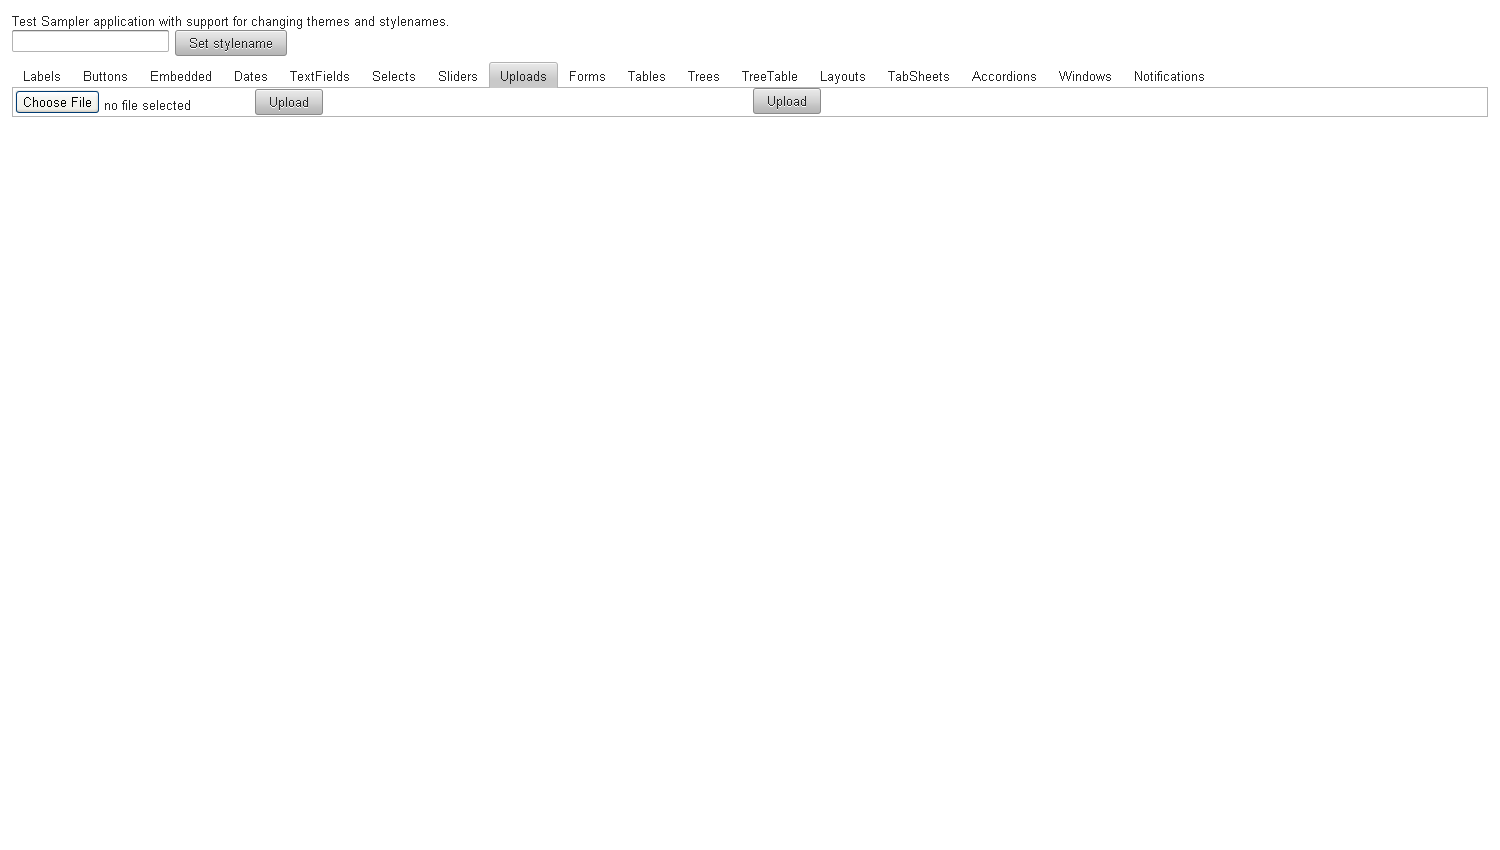 Test Sampler application with support for changing themes and stylenames.
Set stylename
Labels Buttons Embedded Dates TextFields Selects Sliders Uploads Forms Tables Trees TreeTable Layouts TabSheets Accordions Windows Notifications
Choose File no file selected Upload Upload